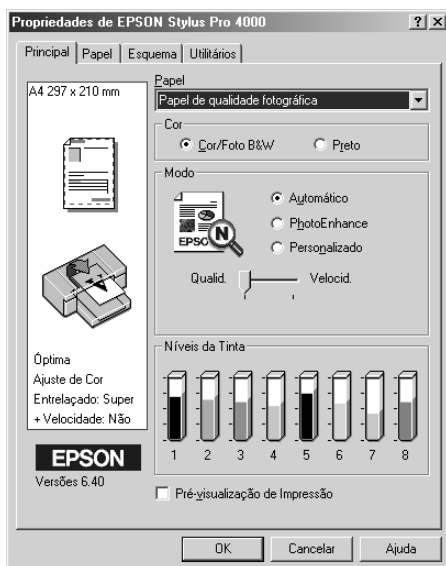 Propriedades de EPSON Stylus Pro 4000
Principal
Papel
Esquema
Utilitários
A4 297 x 210 mm
Papel
Papel de qualidade fotográfica
Cor
Cor/Foto B&W
Preto
Modo
EPSO
N
Automático
PhotoEnhance
Personalizado
Qualid.
Velocid.
Óptima
Ajuste de Cor
Entrelaçado: Super
+ Velocidade: Não
Níveis da Tinta
1 2 3 4 5 6 7 8
EPSON
Versões 6.40
Pré-visualização de Impressão
OK
Cancelar
Ajuda